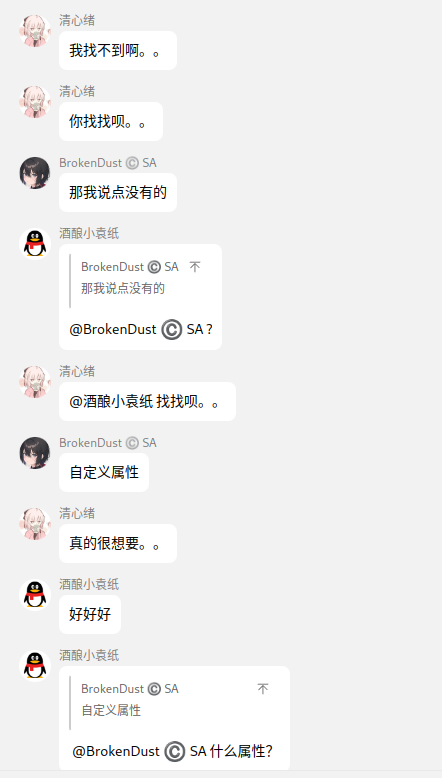 清心绪
我找不到啊。。
清心绪
你找找呗。。
BrokenDust ©️ SA
那我说点没有的
酒酿小袁纸
BrokenDust ©️ SA
那我说点没有的
@BrokenDust ©️ SA ?
清心绪
@酒酿小袁纸 找找呗。。
BrokenDust ©️ SA
自定义属性
清心绪
真的很想要。。
酒酿小袁纸
好好好
酒酿小袁纸
BrokenDust ©️ SA
自定义属性
@BrokenDust ©️ SA 什么属性?